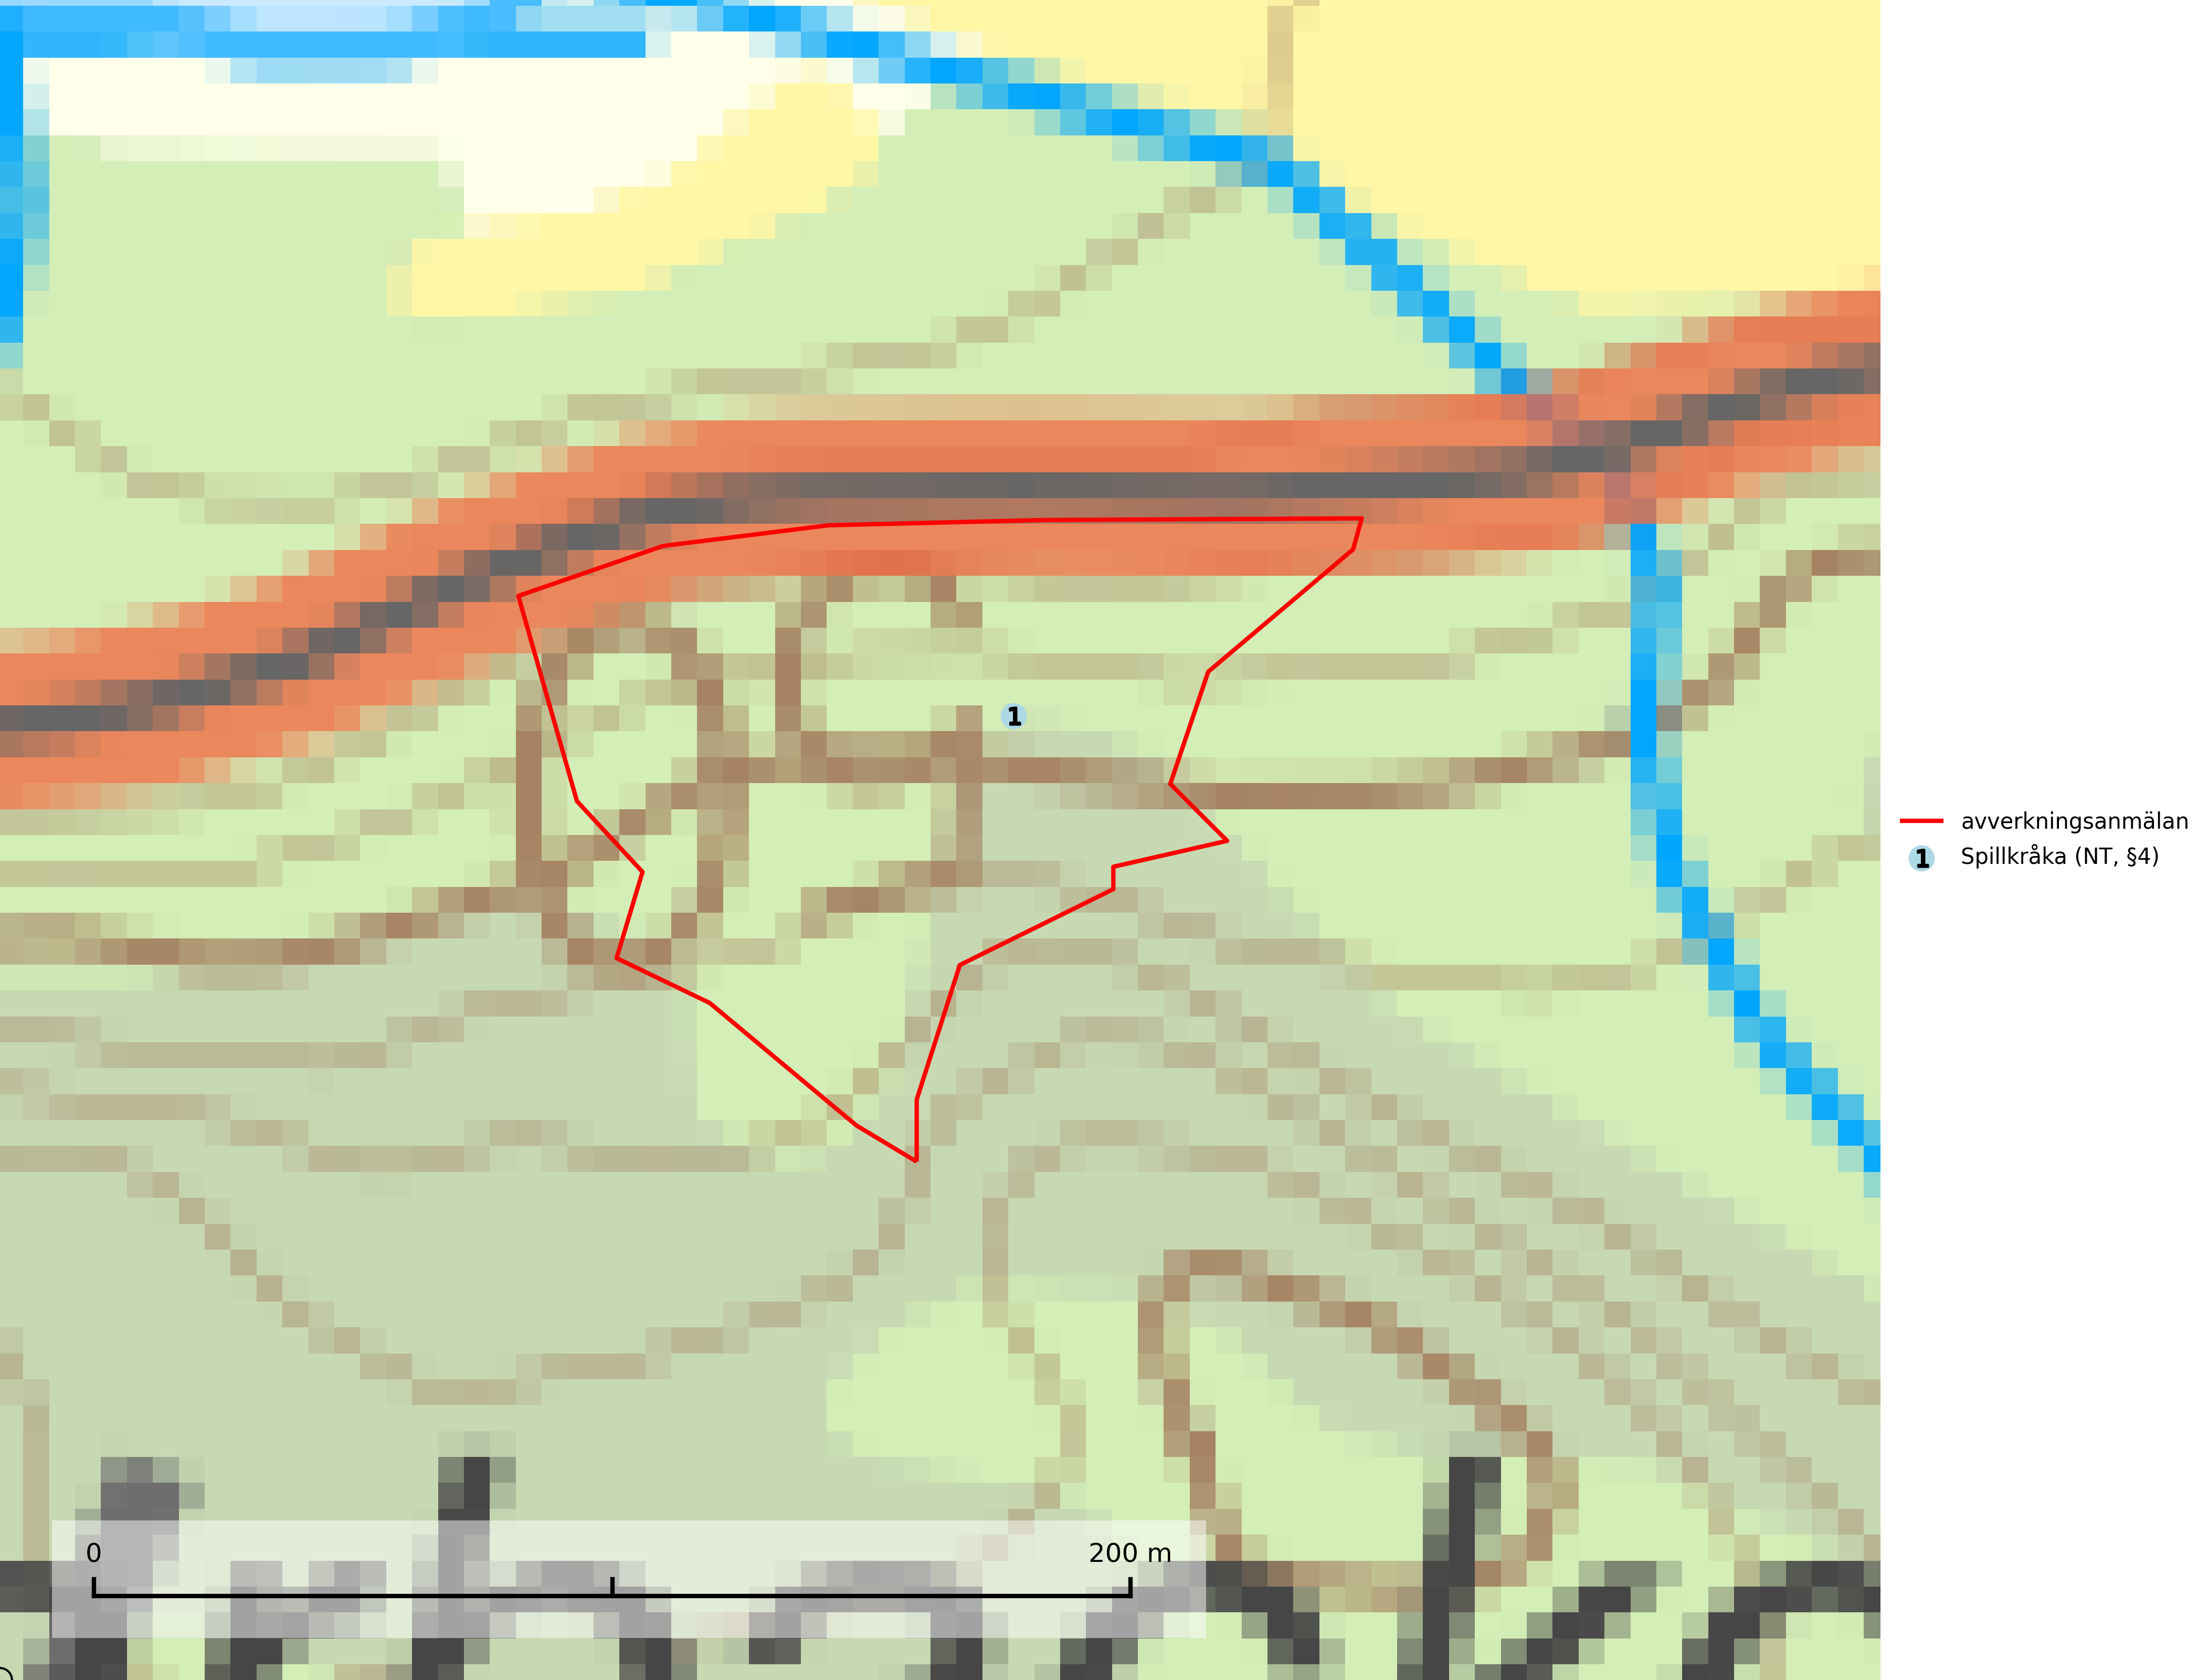 1
avverkningsanmälan
1 Spillkråka (NT, §4)
0 200 m